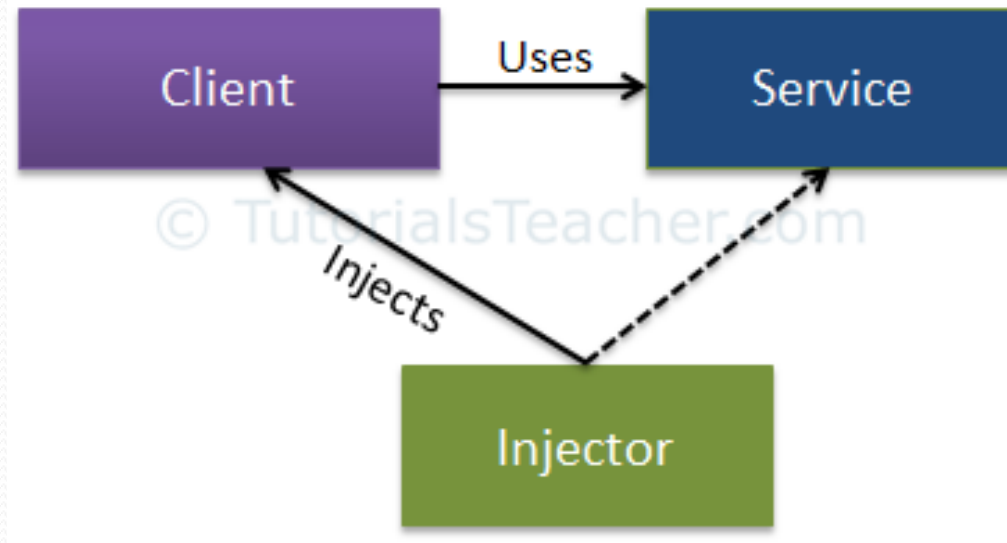 Client
Uses
Service
© TutorialsTeacher.com
Injects
Injector